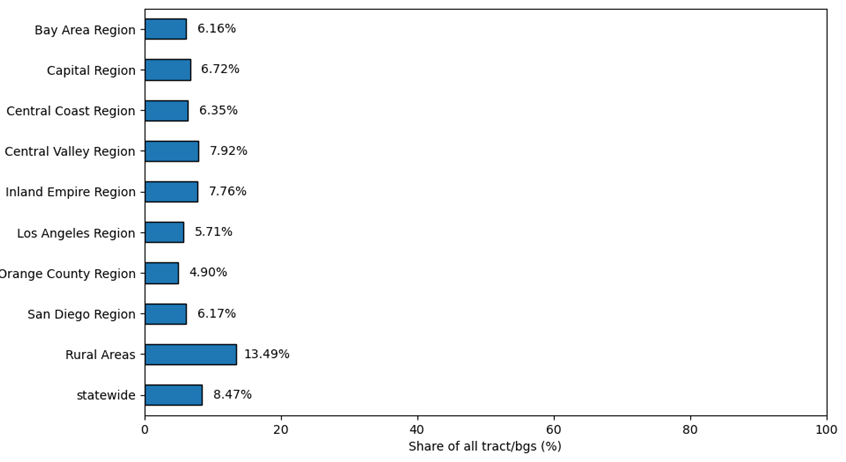 Bay Area Region 6.16%
Capital Region 6.72%
Central Coast Region 6.35%
Central Valley Region 7.92%
Inland Empire Region 7.76%
Los Angeles Region 5.71%
Orange County Region 4.90%
San Diego Region 6.17%
Rural Areas 13.49%
statewide 8.47%
0 20 40 60 80 100
Share of all tract/bgs (%)